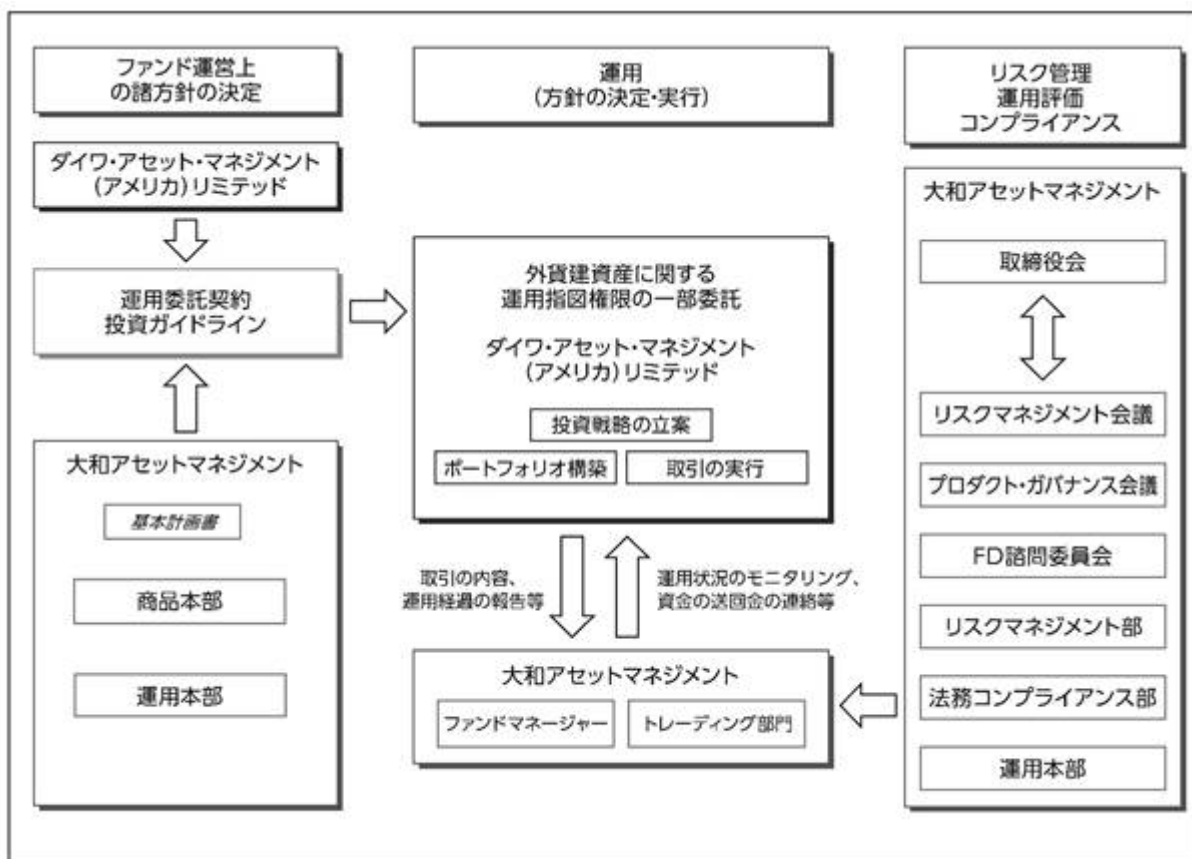 ファンド運営上
の諸方針の決定
ダイワ・アセット・マネジメント
(アメリカ)リミテッド
運用委託契約
投資ガイドライン
大和アセットマネジメント
基本計画書
商品本部
運用本部
運用
(方針の決定・実行)
外貨建資産に関する
運用指図権限の一部委託
ダイワ・アセット・マネジメント
(アメリカ)リミテッド
投資戦略の立案
ポートフォリオ構築
取引の実行
取引の内容、
運用経過の報告等
運用状況のモニタリング、
資金の送回金の連絡等
大和アセットマネジメント
ファンドマネージャー
トレーディング部門
リスク管理
運用評価
コンプライアンス
大和アセットマネジメント
取締役会
リスクマネジメント会議
プロダクト・ガバナンス会議
FD諮問委員会
リスクマネジメント部
法務コンプライアンス部
運用本部